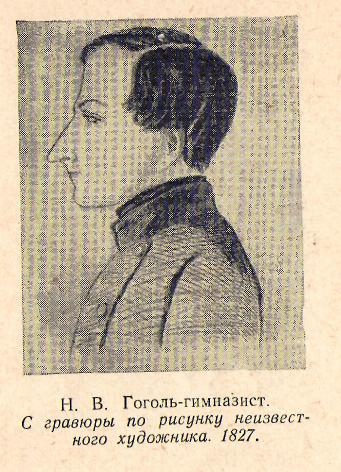 Н. В. Гоголь-гимназист.
С гравюры по рисунку неизвест-
ного художника. 1827.